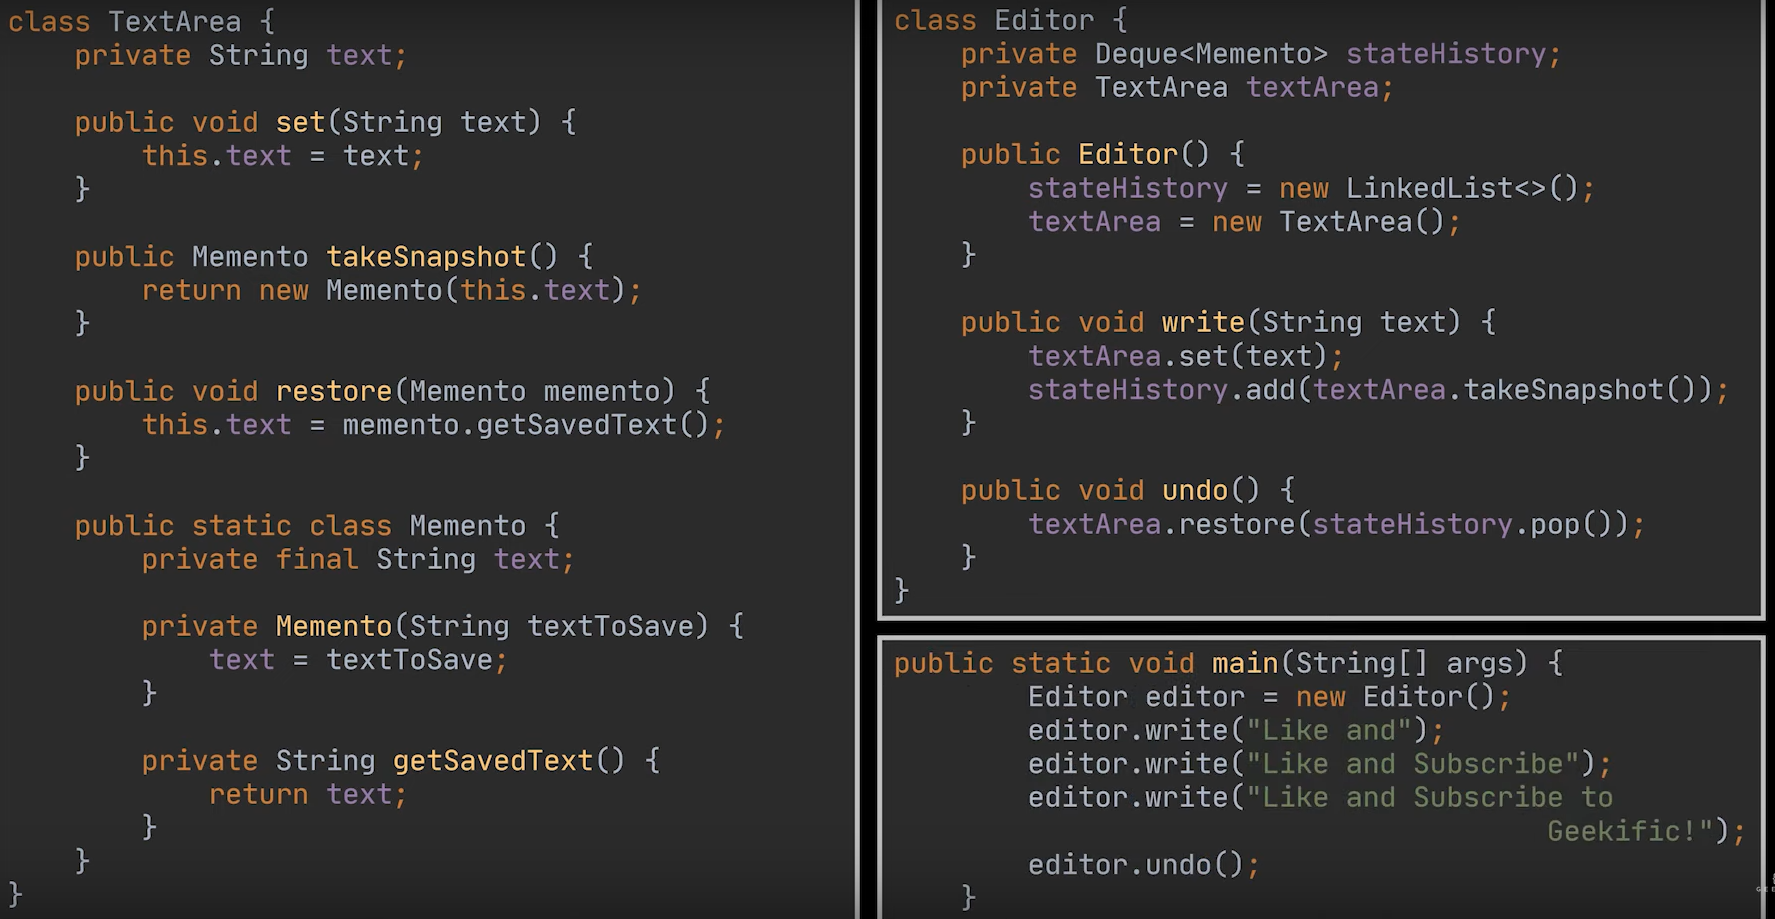 class TextArea {
    private String text;

    public void set(String text) {
        this.text = text;
    }

    public Memento takeSnapshot() {
        return new Memento(this.text);
    }

    public void restore(Memento memento) {
        this.text = memento.getSavedText();
    }

    public static class Memento {
        private final String text;

        private Memento(String textToSave) {
            text = textToSave;
        }

        private String getSavedText() {
            return text;
        }
    }
}
class Editor {
    private Deque<Memento> stateHistory;
    private TextArea textArea;

    public Editor() {
        stateHistory = new LinkedList<>();
        textArea = new TextArea();
    }

    public void write(String text) {
        textArea.set(text);
        stateHistory.add(textArea.takeSnapshot());
    }

    public void undo() {
        textArea.restore(stateHistory.pop());
    }
}
public static void main(String[] args) {
        Editor editor = new Editor();
        editor.write("Like and");
        editor.write("Like and Subscribe");
        editor.write("Like and Subscribe to
                                       Geekific!");
        editor.undo();
    }